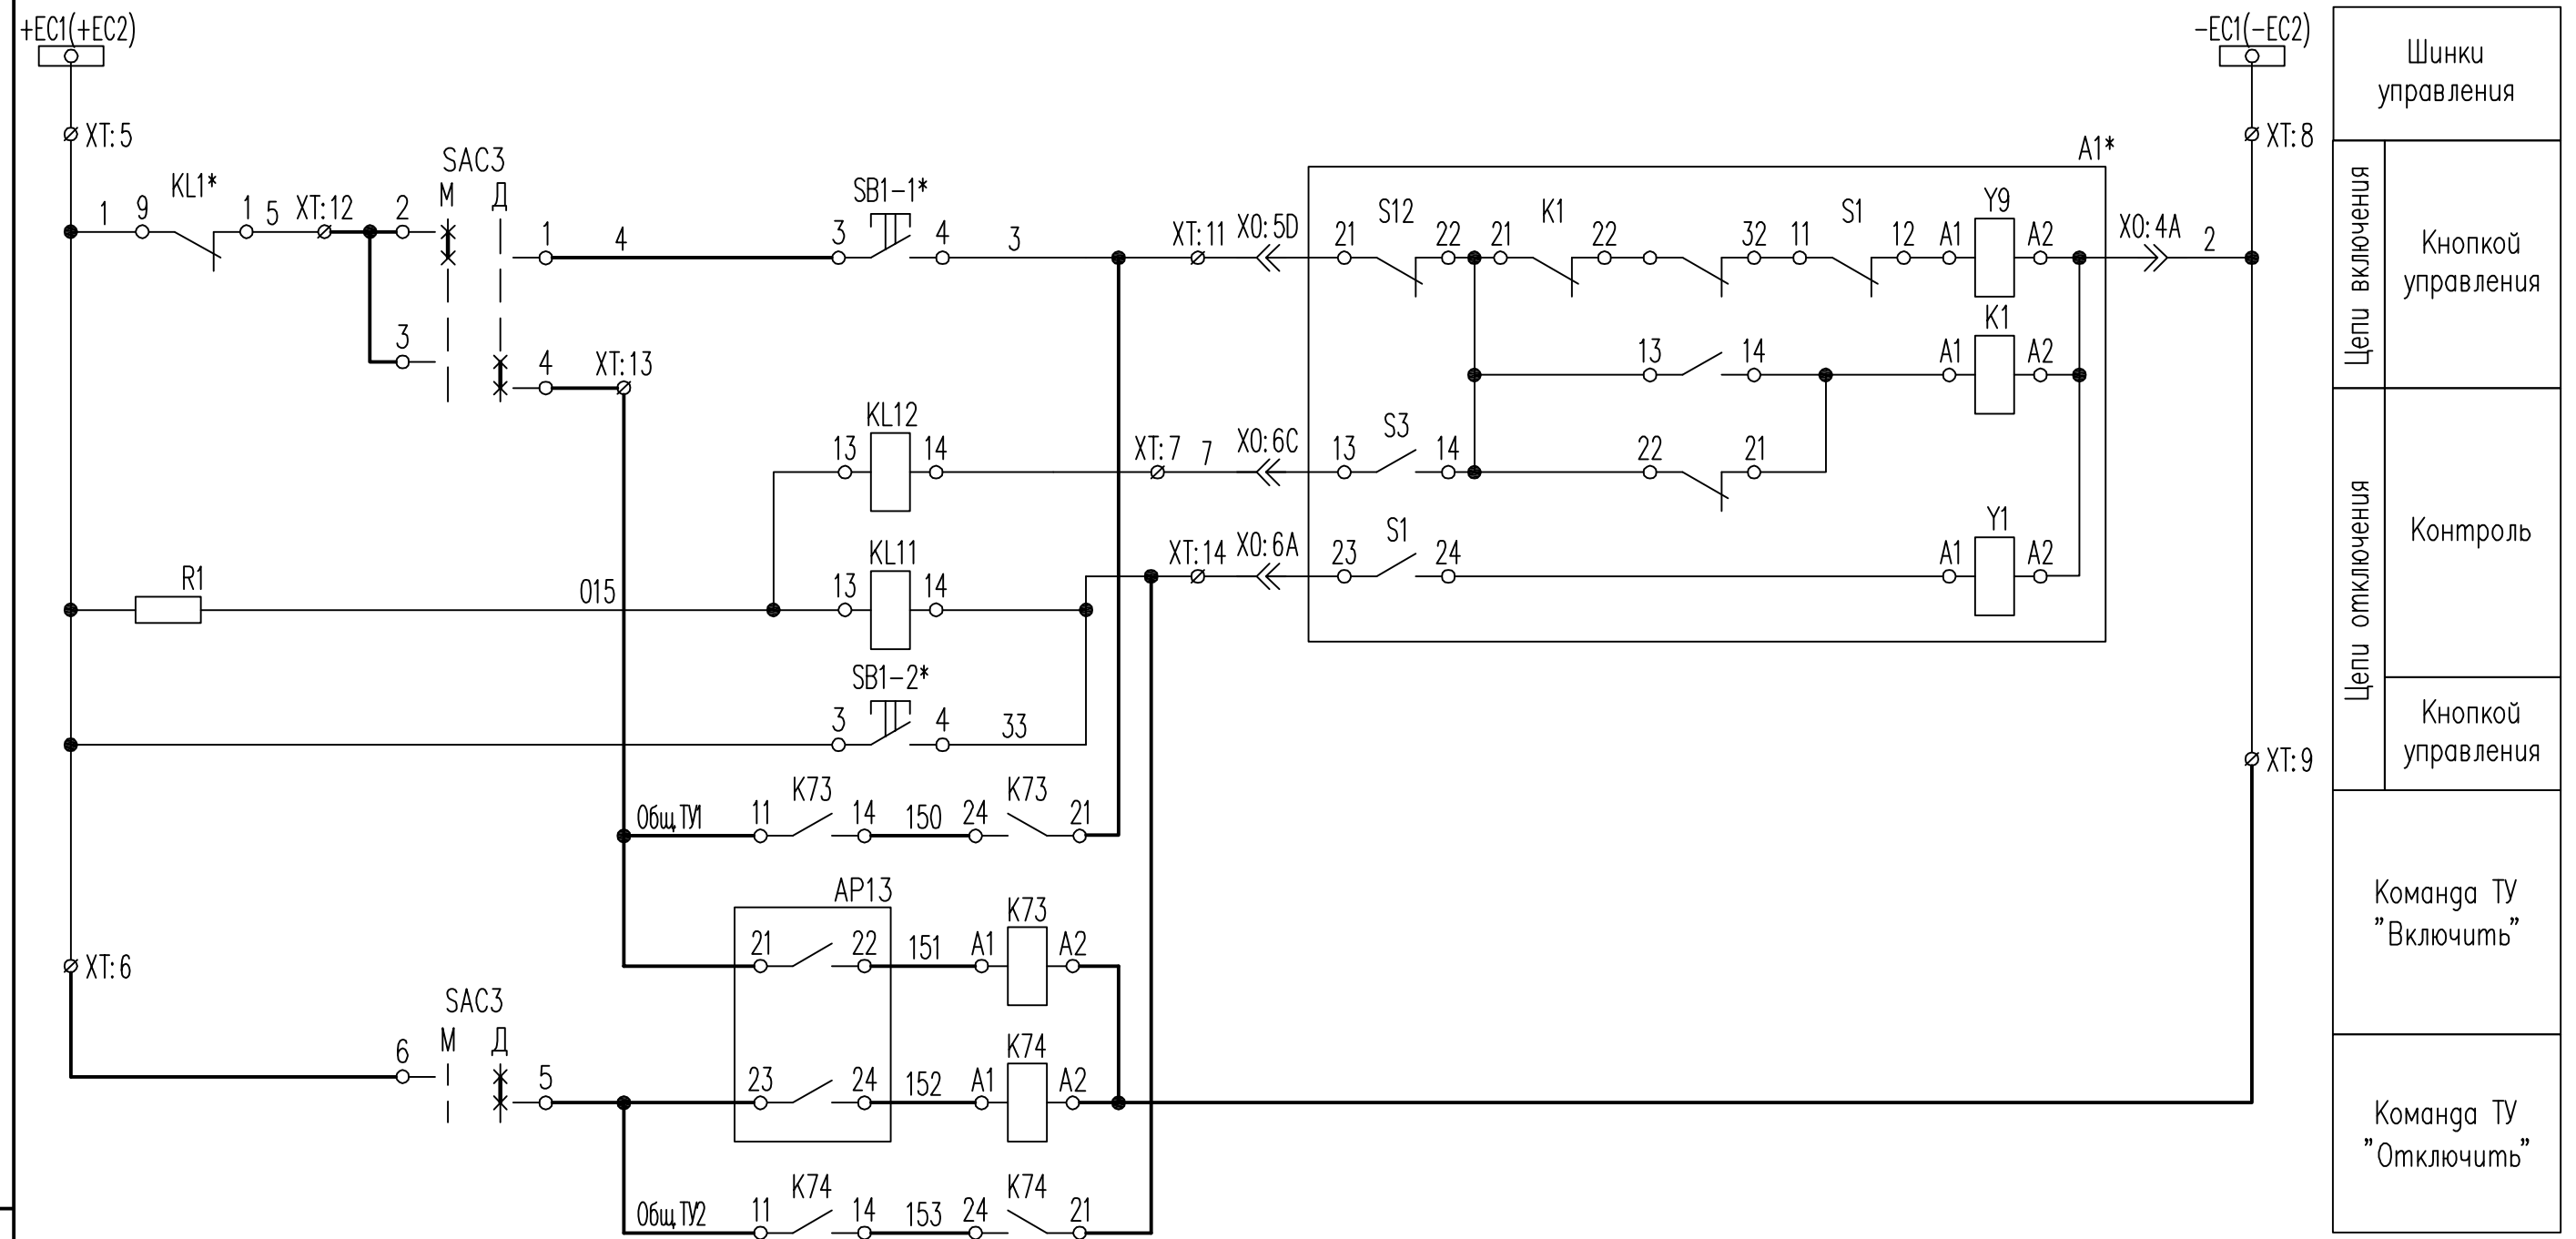 +EC1(+EC2)
-EC1(-EC2)
XT:5
XT:8
SAC3
М Д
KL1*
1 9 1 5 XT:12 2
3
1 4
SB1-1*
3 4 3
XT:11 X0:5D
A1*
S12
21 22
K1
21 22
32
S1
11 12
Y9
A1 A2
X0:4A 2
K1
13 14 A1 A2
4 XT:13
KL12
13 14
XT:7 7 X0:6C
S3
13 14
22 21
R1
015
KL11
13 14
XT:14 X0:6A
S1
23 24
Y1
A1 A2
SB1-2*
3 4 33
XT:9
K73 K73
Общ.ТУ1 11 14 150 24 21
AP13
K73
21 22 151 A1 A2
XT:6
SAC3
М Д
6
5
K74
23 24 152 A1 A2
K74 K74
Общ.ТУ2 11 14 153 24 21
Шинки
управления
Цепи включения
Кнопкой
управления
Цепи отключения
Контроль
Кнопкой
управления
Команда ТУ
"Включить"
Команда ТУ
"Отключить"